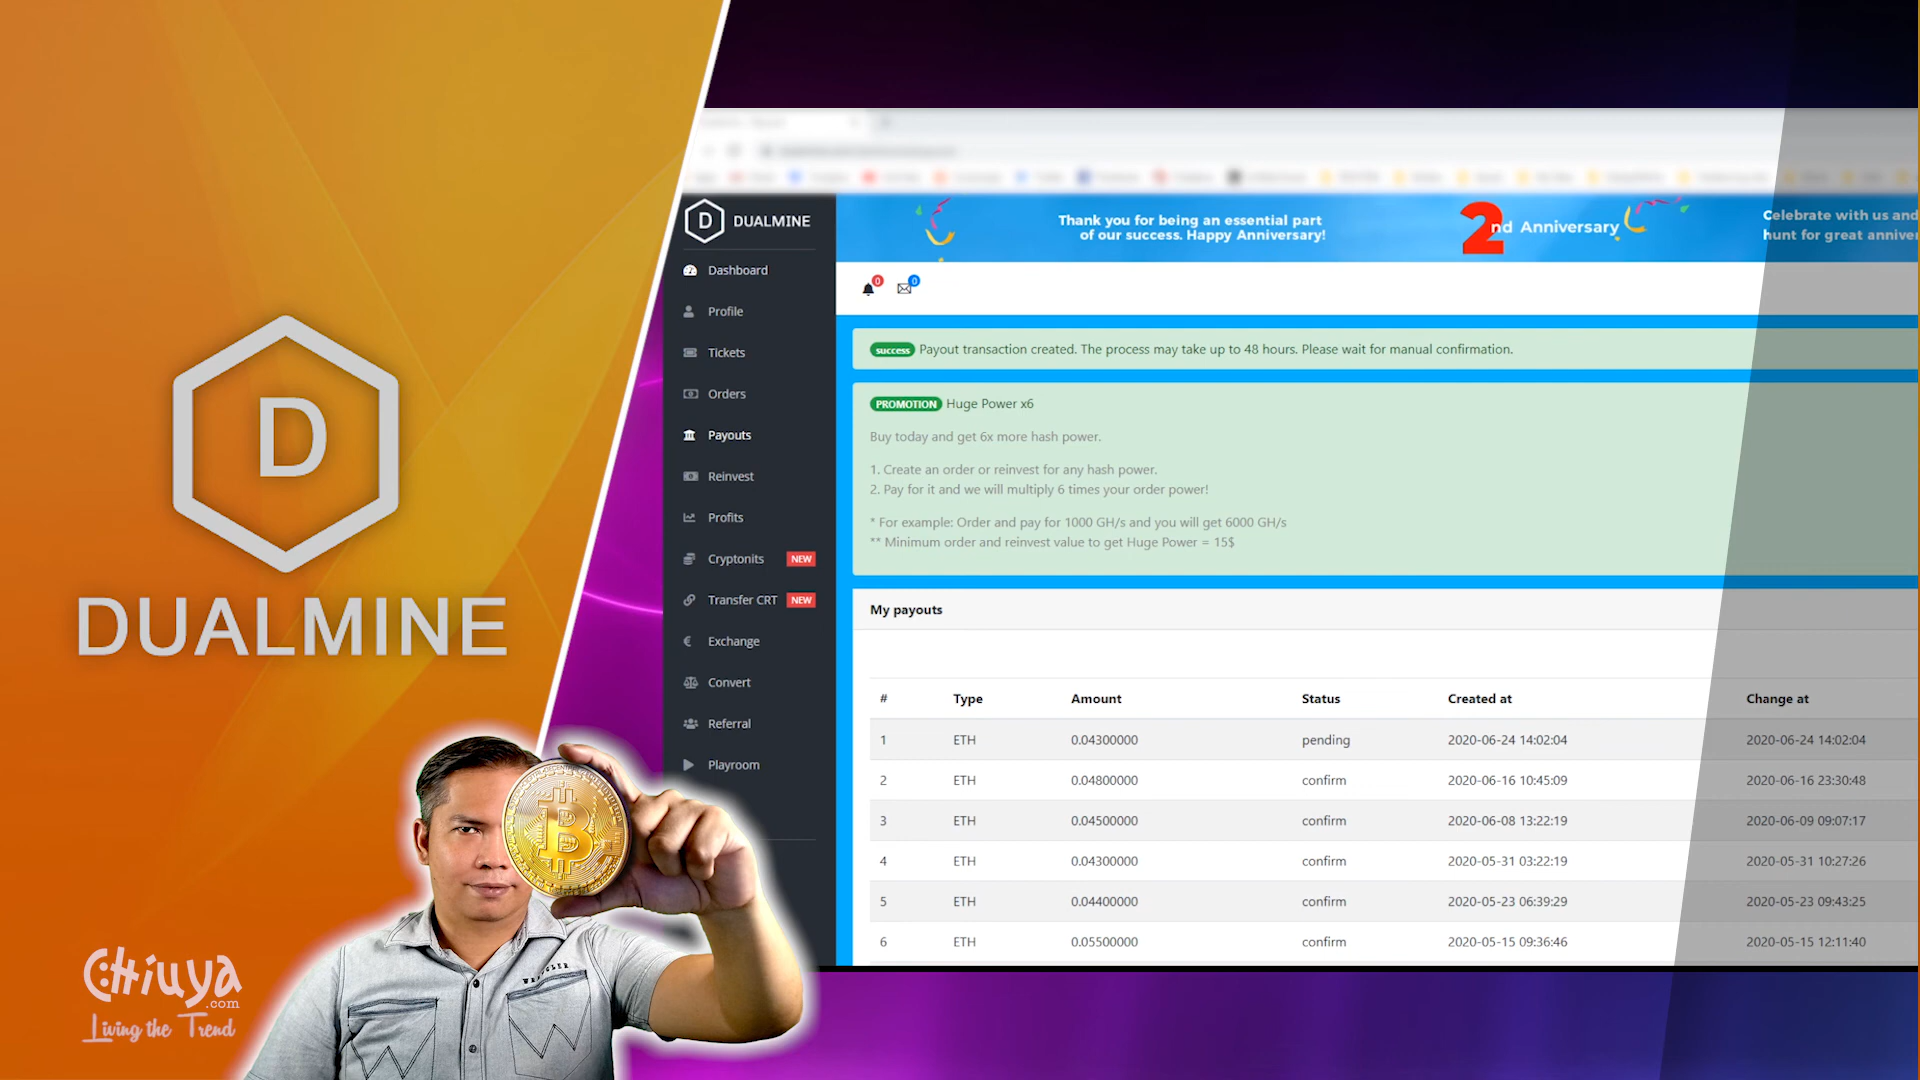 D
DUALMINE
CHiuya
.com
Living the Trend
WRANGLER
B
D DUALMINE
Dashboard
Profile
Tickets
Orders
Payouts
Reinvest
Profits
Cryptonits NEW
Transfer CRT NEW
Exchange
Convert
Referral
Playroom
Thank you for being an essential part
of our success. Happy Anniversary!
2nd Anniversary
Celebrate with us and
hunt for great anniver
0 0
success Payout transaction created. The process may take up to 48 hours. Please wait for manual confirmation.
PROMOTION Huge Power x6
Buy today and get 6x more hash power.
1. Create an order or reinvest for any hash power.
2. Pay for it and we will multiply 6 times your order power!
* For example: Order and pay for 1000 GH/s and you will get 6000 GH/s
** Minimum order and reinvest value to get Huge Power = 15$
My payouts
# Type Amount Status Created at Change at
1 ETH 0.04300000 pending 2020-06-24 14:02:04 2020-06-24 14:02:04
2 ETH 0.04800000 confirm 2020-06-16 10:45:09 2020-06-16 23:30:48
3 ETH 0.04500000 confirm 2020-06-08 13:22:19 2020-06-09 09:07:17
4 ETH 0.04300000 confirm 2020-05-31 03:22:19 2020-05-31 10:27:26
5 ETH 0.04400000 confirm 2020-05-23 06:39:29 2020-05-23 09:43:25
6 ETH 0.05500000 confirm 2020-05-15 09:36:46 2020-05-15 12:11:40